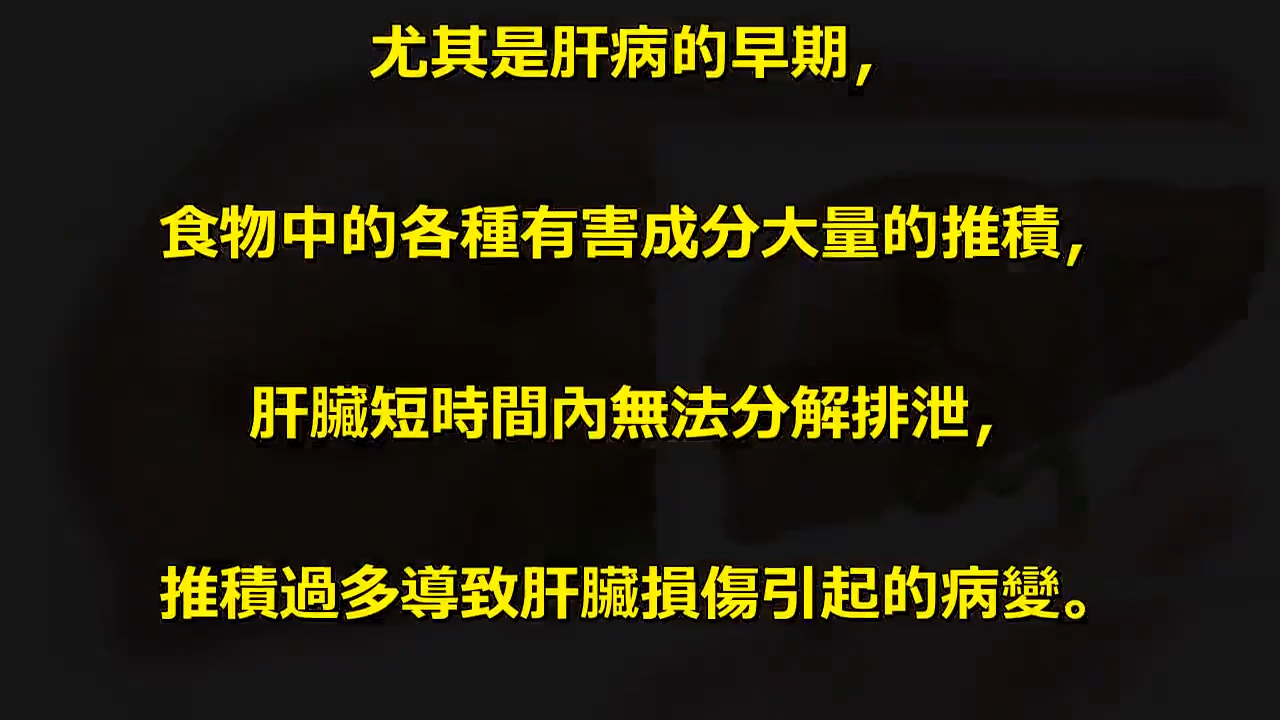 尤其是肝病的早期，
食物中的各種有害成分大量的推積，
肝臟短時間內無法分解排泄，
推積過多導致肝臟損傷引起的病變。